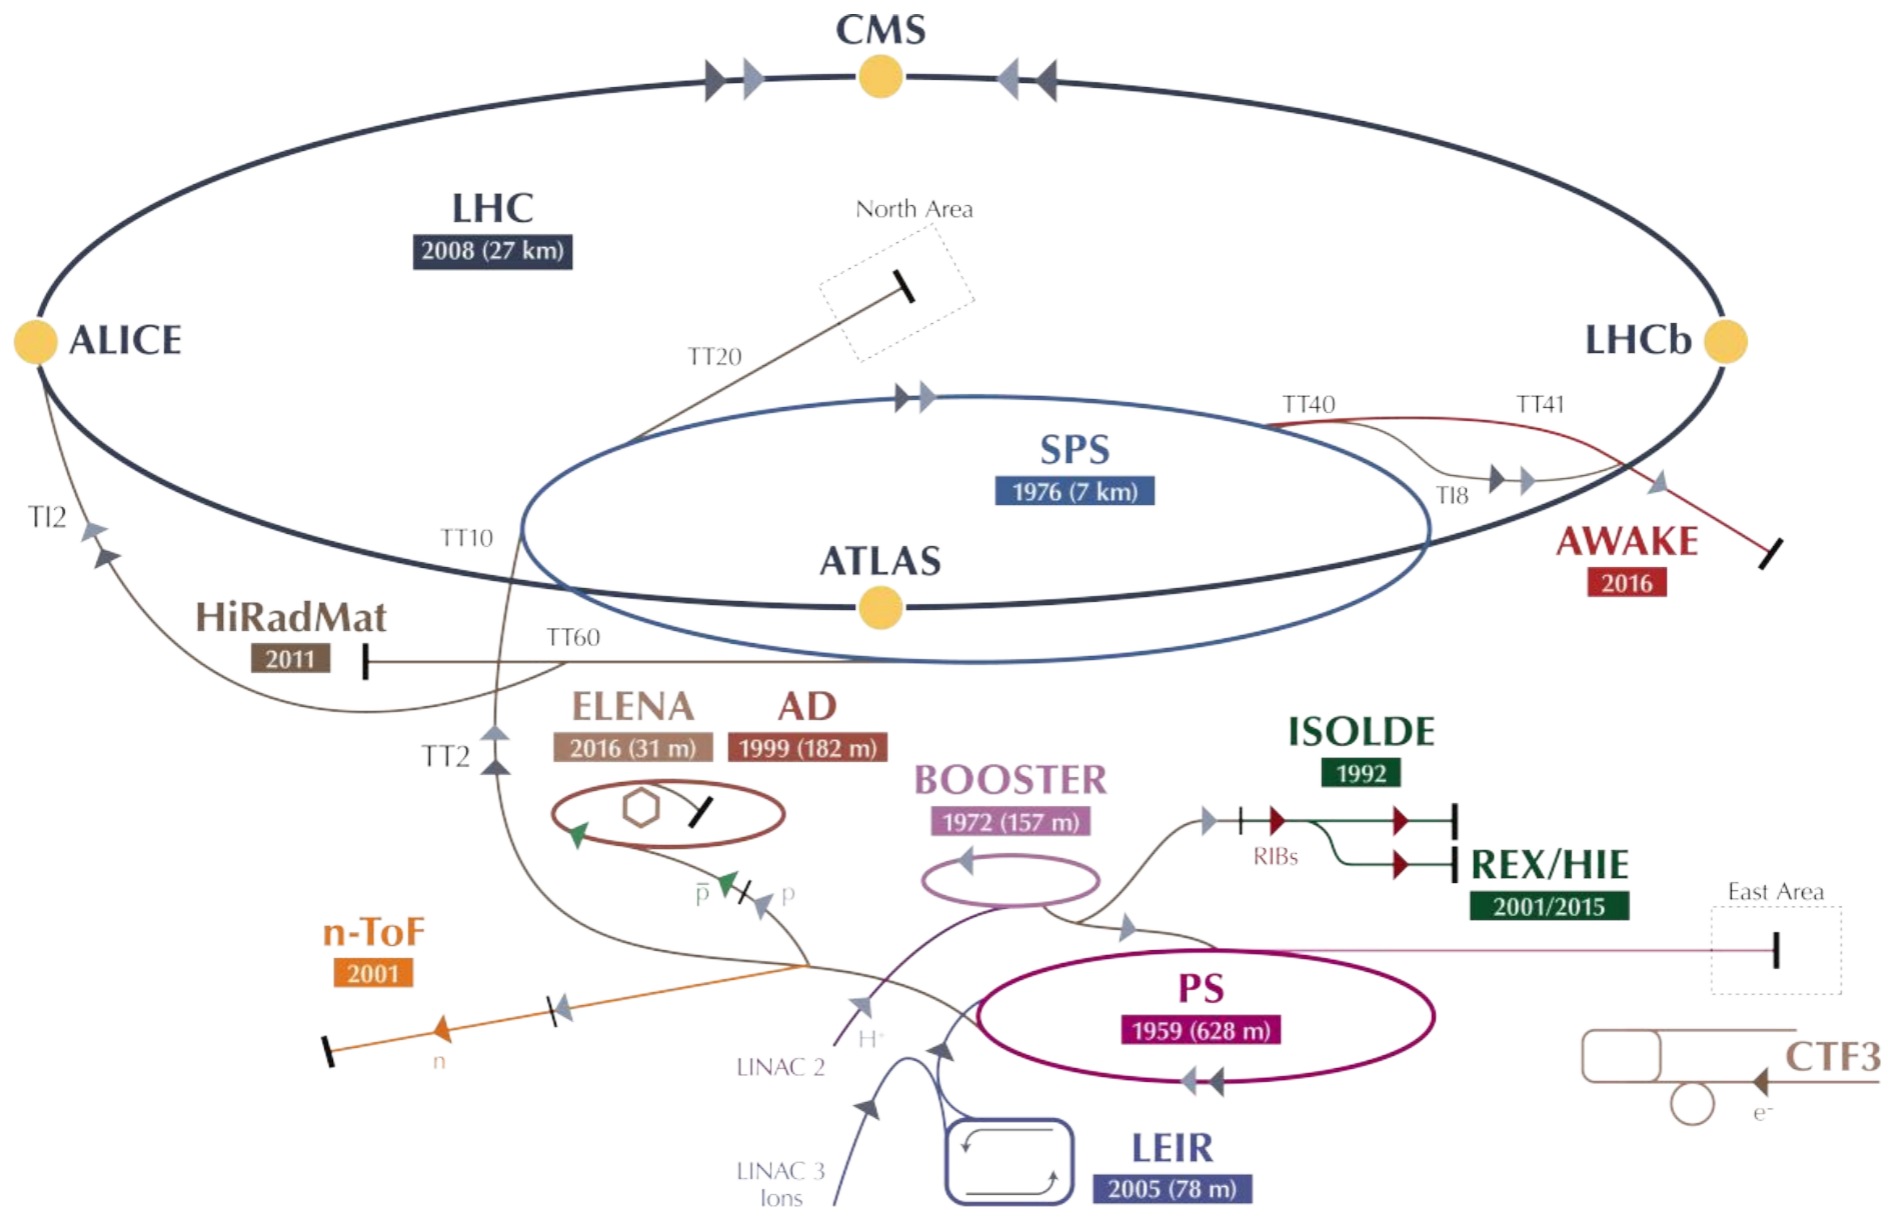 CMS
LHC
2008 (27 km)
North Area
ALICE
LHCb
TT20
TT40
TT41
SPS
1976 (7 km)
TI8
TI2
TT10
ATLAS
AWAKE
2016
HiRadMat
2011
TT60
ELENA
2016 (31 m)
AD
1999 (182 m)
TT2
ISOLDE
1992
BOOSTER
1972 (157 m)
RIBs
REX/HIE
2001/2015
p̅
p
East Area
n-ToF
2001
PS
1959 (628 m)
n
LINAC 2
CTF3
e⁻
LEIR
2005 (78 m)
LINAC 3
Ions